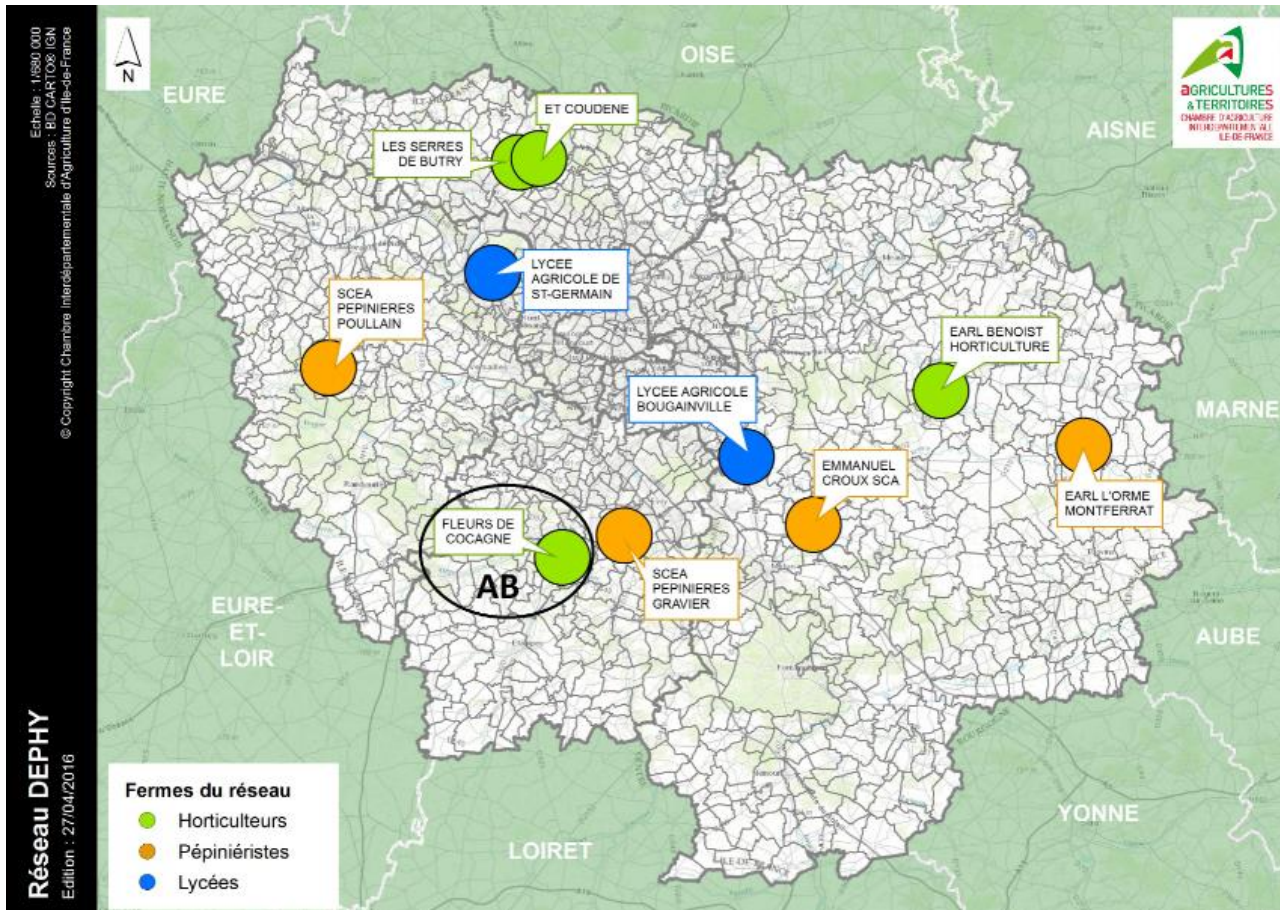 Echelle : 1/680 000
Sources : BD CARTO® IGN
© Copyright Chambre Interdépartementale d'Agriculture d'Ile-de-France
Réseau DEPHY
Edition : 27/04/2016
N
OISE
EURE
AISNE
aGRICULTURES
& TERRITOIRES
CHAMBRE D'AGRICULTURE
INTERDEPARTEMENTALE
ILE-DE-FRANCE
ET COUDENE
LES SERRES
DE BUTRY
LYCEE
AGRICOLE DE
ST-GERMAIN
SCEA
PEPINIERES
POULLAIN
EARL BENOIST
HORTICULTURE
LYCEE AGRICOLE
BOUGAINVILLE
MARNE
EMMANUEL
CROUX SCA
EARL L'ORME
MONTFERRAT
FLEURS DE
COCAGNE
AB
SCEA
PEPINIERES
GRAVIER
EURE-
ET-
LOIR
AUBE
YONNE
LOIRET
Fermes du réseau
Horticulteurs
Pépiniéristes
Lycées